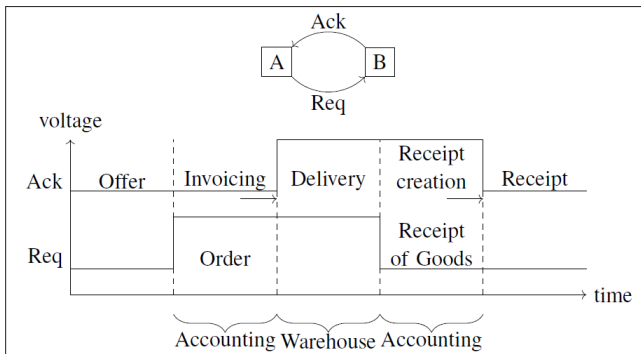 Ack
A
B
Req
voltage
Ack
Offer
Invoicing
Delivery
Receipt
creation
Receipt
Req
Order
Receipt
of Goods
time
Accounting
Warehouse
Accounting